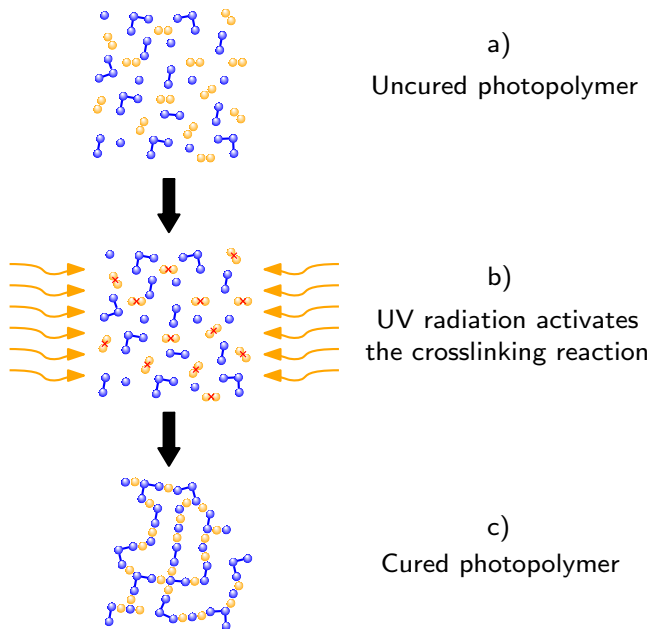 a)
Uncured photopolymer
b)
UV radiation activates
the crosslinking reaction
c)
Cured photopolymer